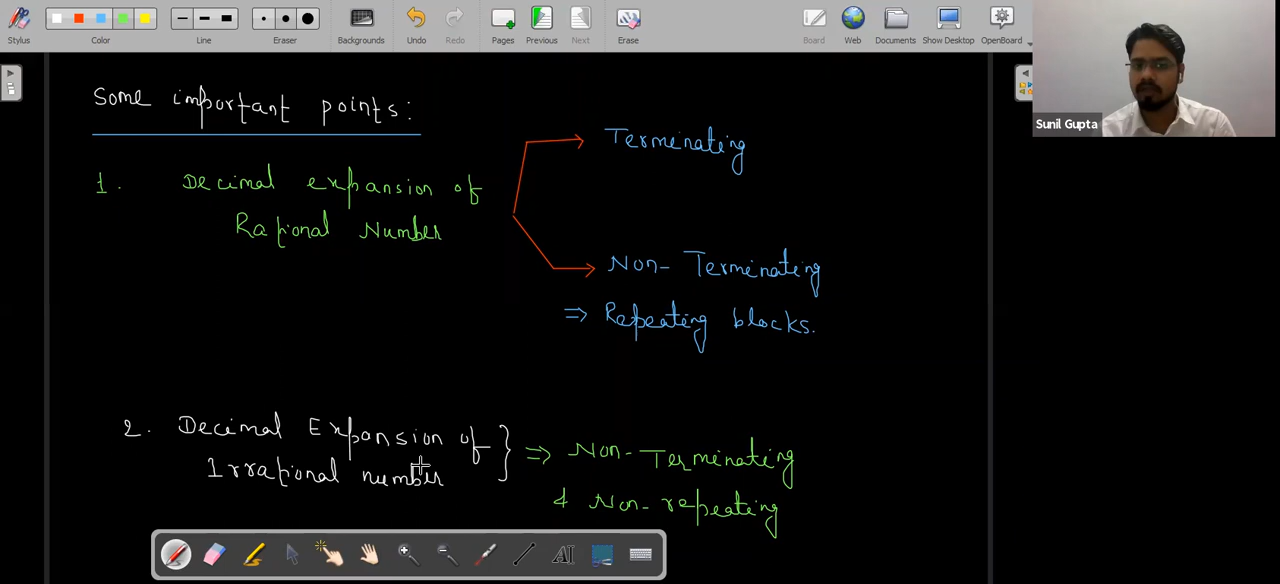 Stylus
Color
Line
Eraser
Backgrounds
Undo
Redo
Pages
Previous
Next
Erase
Board
Web
Documents
Show Desktop
OpenBoard
Sunil Gupta
Some important points:
1. Decimal expansion of
Rational Number
Terminating
Non-Terminating
⇒ Repeating blocks.
2. Decimal Expansion of } ⇒ Non-Terminating
Irrational number
& Non-repeating
AI